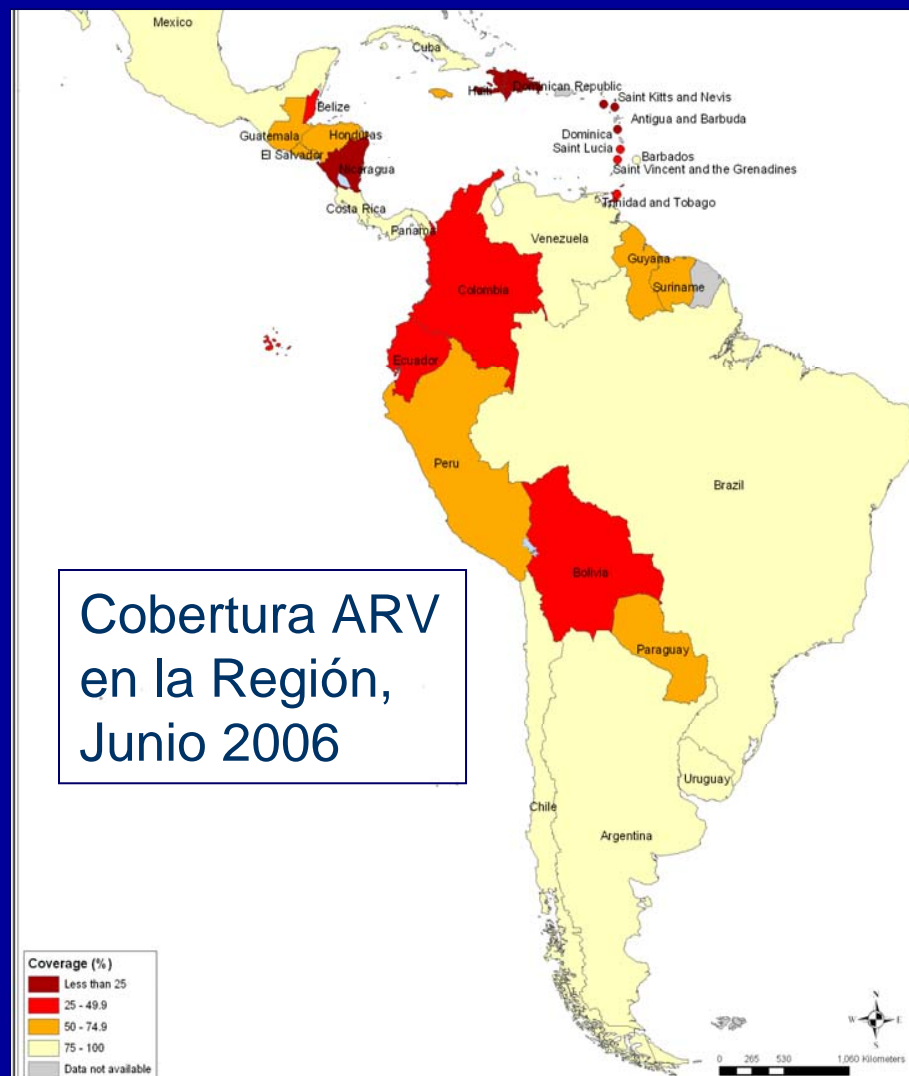 Mexico
Cuba
Haiti
Dominican Republic
Belize
Saint Kitts and Nevis
Antigua and Barbuda
Guatemala
Honduras
Dominica
El Salvador
Saint Lucia
Barbados
Nicaragua
Saint Vincent and the Grenadines
Costa Rica
Trinidad and Tobago
Panama
Venezuela
Guyana
Colombia
Suriname
Ecuador
Peru
Brazil
Bolivia
Cobertura ARV
en la Región,
Junio 2006
Paraguay
Uruguay
Chile
Argentina
Coverage (%)
Less than 25
25 - 49.9
50 - 74.9
75 - 100
Data not available
N
W
E
S
0 265 530 1,060 Kilometers